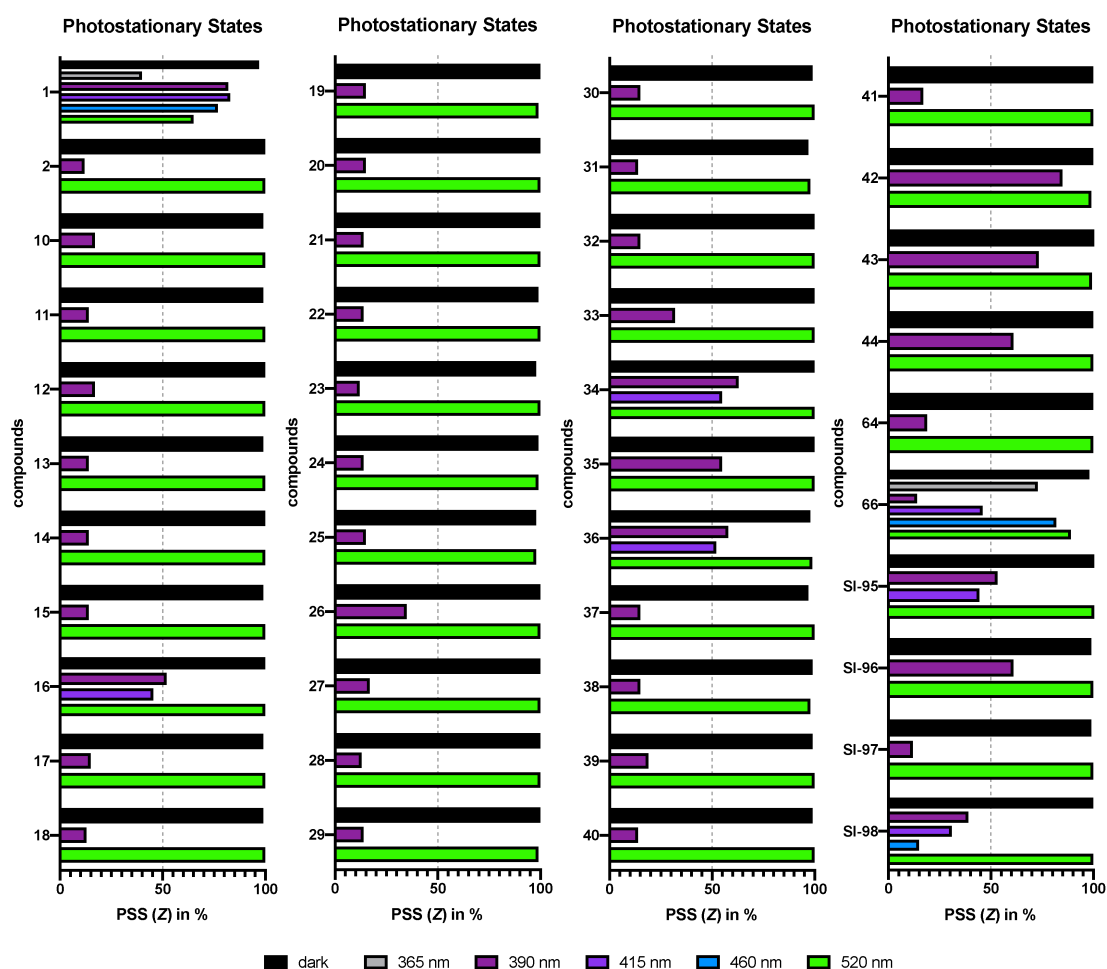 Photostationary States
Photostationary States
Photostationary States
Photostationary States
compounds
1
2
10
11
12
13
14
15
16
17
18
0
50
100
PSS (Z) in %
19
20
21
22
23
24
25
26
27
28
29
0
50
100
PSS (Z) in %
compounds
30
31
32
33
34
35
36
37
38
39
40
0
50
100
PSS (Z) in %
compounds
41
42
43
44
64
66
SI-95
SI-96
SI-97
SI-98
0
50
100
PSS (Z) in %
compounds
dark
365 nm
390 nm
415 nm
460 nm
520 nm